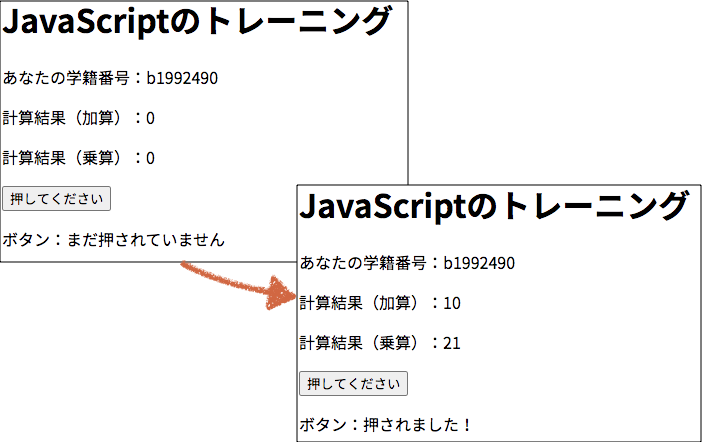 JavaScriptのトレーニング
あなたの学籍番号：b1992490
計算結果（加算）：0
計算結果（乗算）：0
押してください
ボタン：まだ押されていません
JavaScriptのトレーニング
あなたの学籍番号：b1992490
計算結果（加算）：10
計算結果（乗算）：21
押してください
ボタン：押されました！